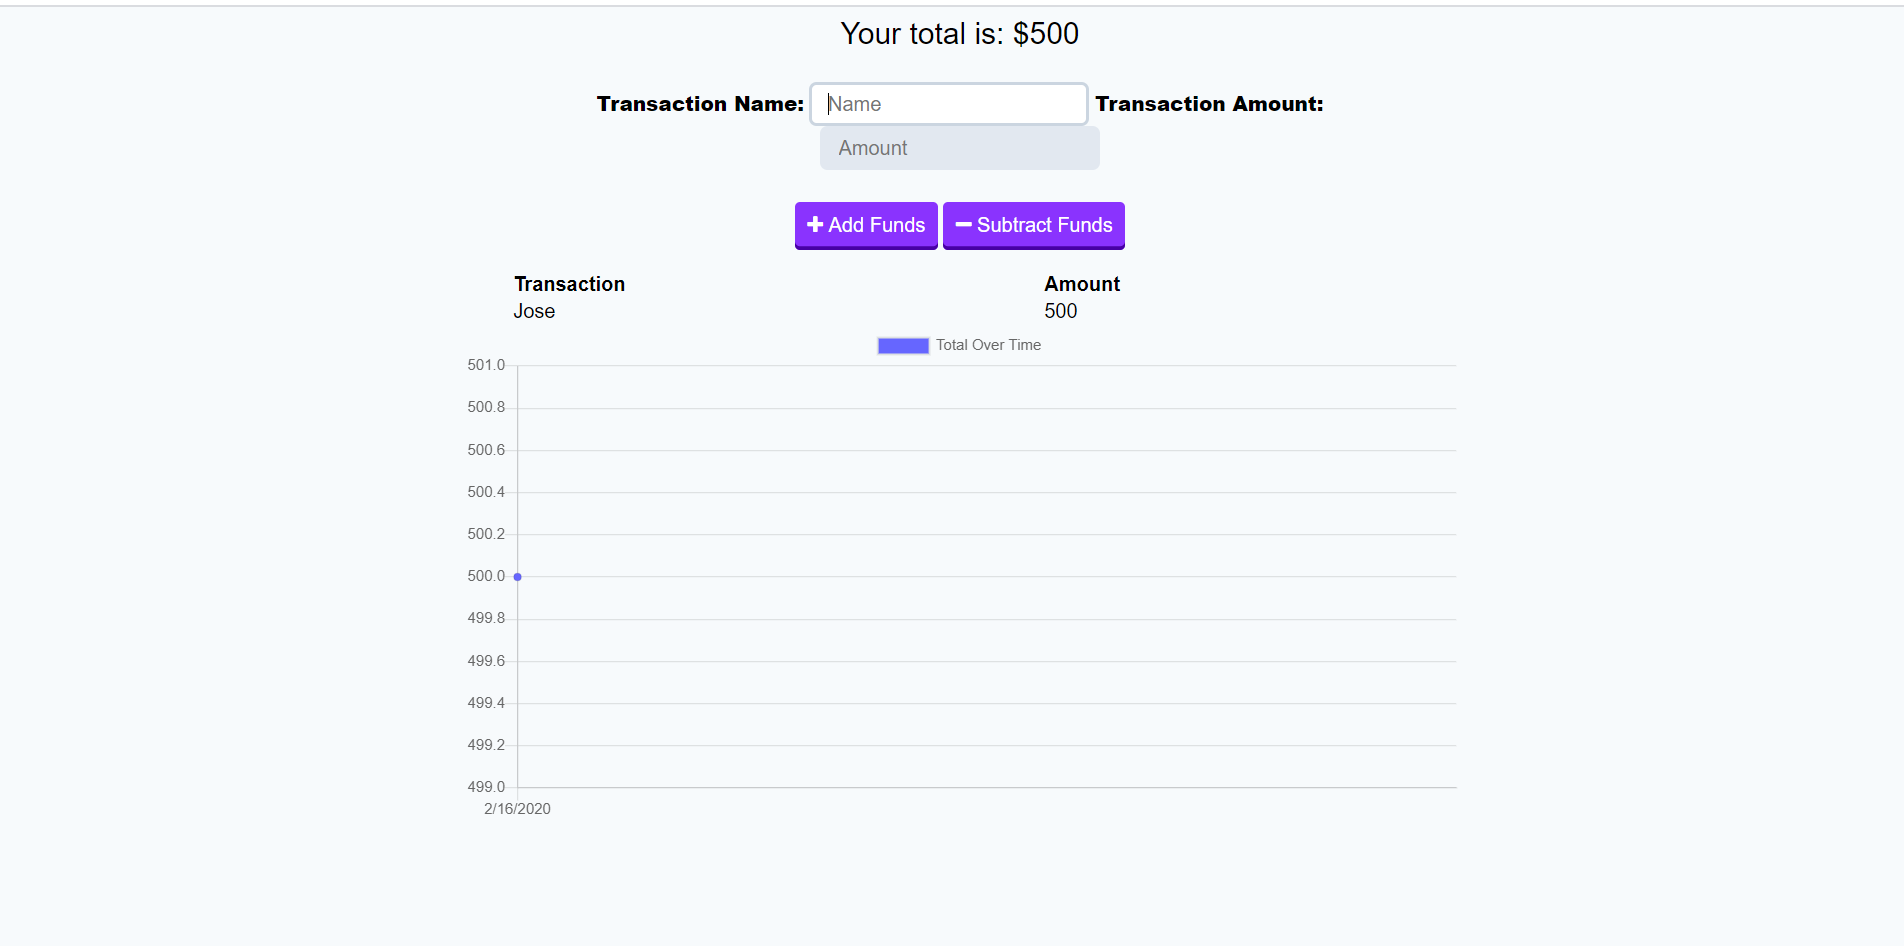 Your total is: $500
Transaction Name: Name Transaction Amount:
Amount
Add Funds Subtract Funds
Transaction Amount
Jose 500
Total Over Time
501.0
500.8
500.6
500.4
500.2
500.0
499.8
499.6
499.4
499.2
499.0
2/16/2020